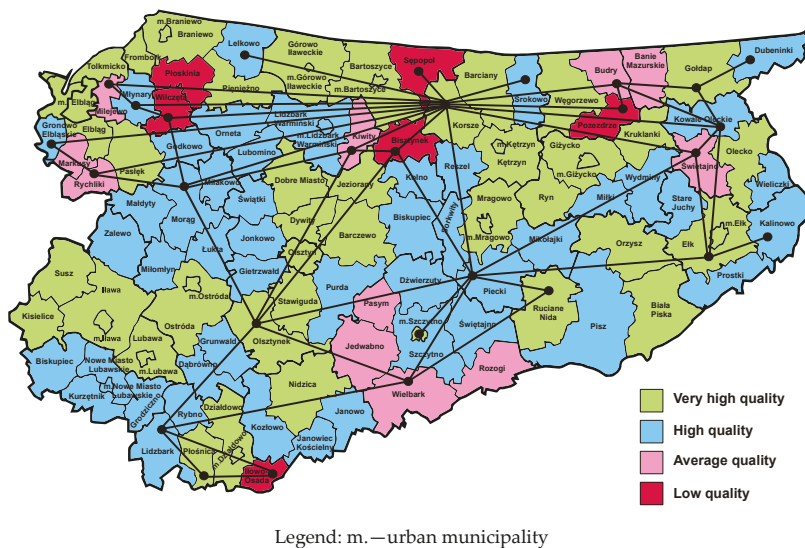 m.Braniewo
Braniewo
Lelkowo
Górowo
Iławeckie
Bartoszyce
Sępopol
Barciany
Budry
Banie
Mazurskie
Dubeninki
Gołdap
Frombork
Tolkmicko
Płoskinia
Pieniężno
m.Górowo
Iławeckie
m.Bartoszyce
Srokowo
Węgorzewo
Młynary
Wilczęta
m.
Elbląg
Milejewo
Lidzbark
Warmiński
Korsze
Pozezdrze
Kowale Oleckie
Gronowo
Elbląskie
Elbląg
Orneta
m.Lidzbark
Warmiński
Kiwity
Bisztynek
Kruklanki
Godkowo
Lubomino
m.Kętrzyn
Kętrzyn
Giżycko
Olecko
Markusy
Rychliki
Pasłęk
Miłakowo
Dobre Miasto
Jeziorany
Kolno
Reszel
m.Giżycko
Świętajno
Wydminy
Wieliczki
Małdyty
Morąg
Świątki
Dywity
Biskupiec
Sorkwity
Mrągowo
Ryn
Miłki
Stare
Juchy
Kalinowo
Zalewo
Łukta
Jonkowo
Olsztyn
Barczewo
m.Mrągowo
Mikołajki
Orzysz
m.Ełk
Ełk
Miłomłyn
Gietrzwałd
Dźwierzuty
Piecki
Prostki
Susz
Iława
m.Ostróda
Stawiguda
Purda
Pasym
Ruciane
Nida
Biała
Piska
Kisielice
m.Iława
Ostróda
Olsztynek
m.Szczytno
Świętajno
Pisz
Lubawa
Grunwald
Szczytno
Biskupiec
Nowe Miasto
Lubawskie
m.Lubawa
Dąbrówno
Jedwabno
Rozogi
m.Nowe Miasto
Lubawskie
Kurzętnik
Grodziczno
Rybno
Działdowo
Nidzica
Wielbark
Janowo
Lidzbark
Płośnica
m.Działdowo
Kozłowo
Janowiec
Kościelny
Iłowo
Osada
Very high quality
High quality
Average quality
Low quality
Legend: m.—urban municipality